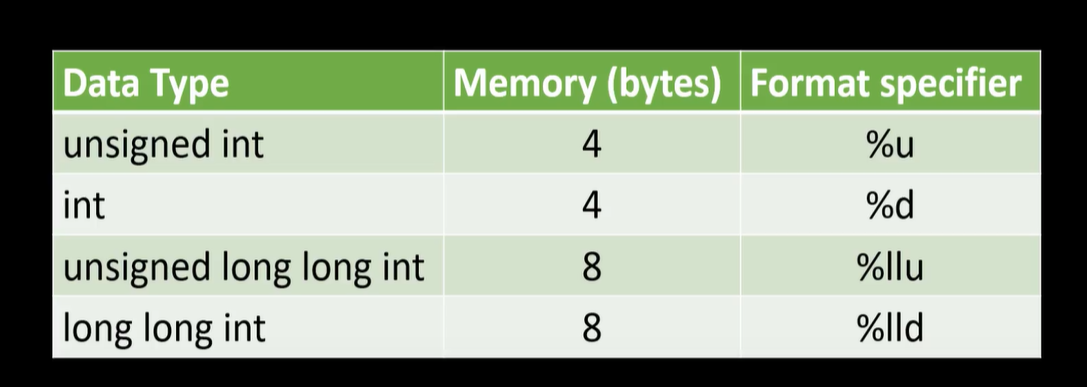 Data Type Memory (bytes) Format specifier
unsigned int 4 %u
int 4 %d
unsigned long long int 8 %llu
long long int 8 %lld